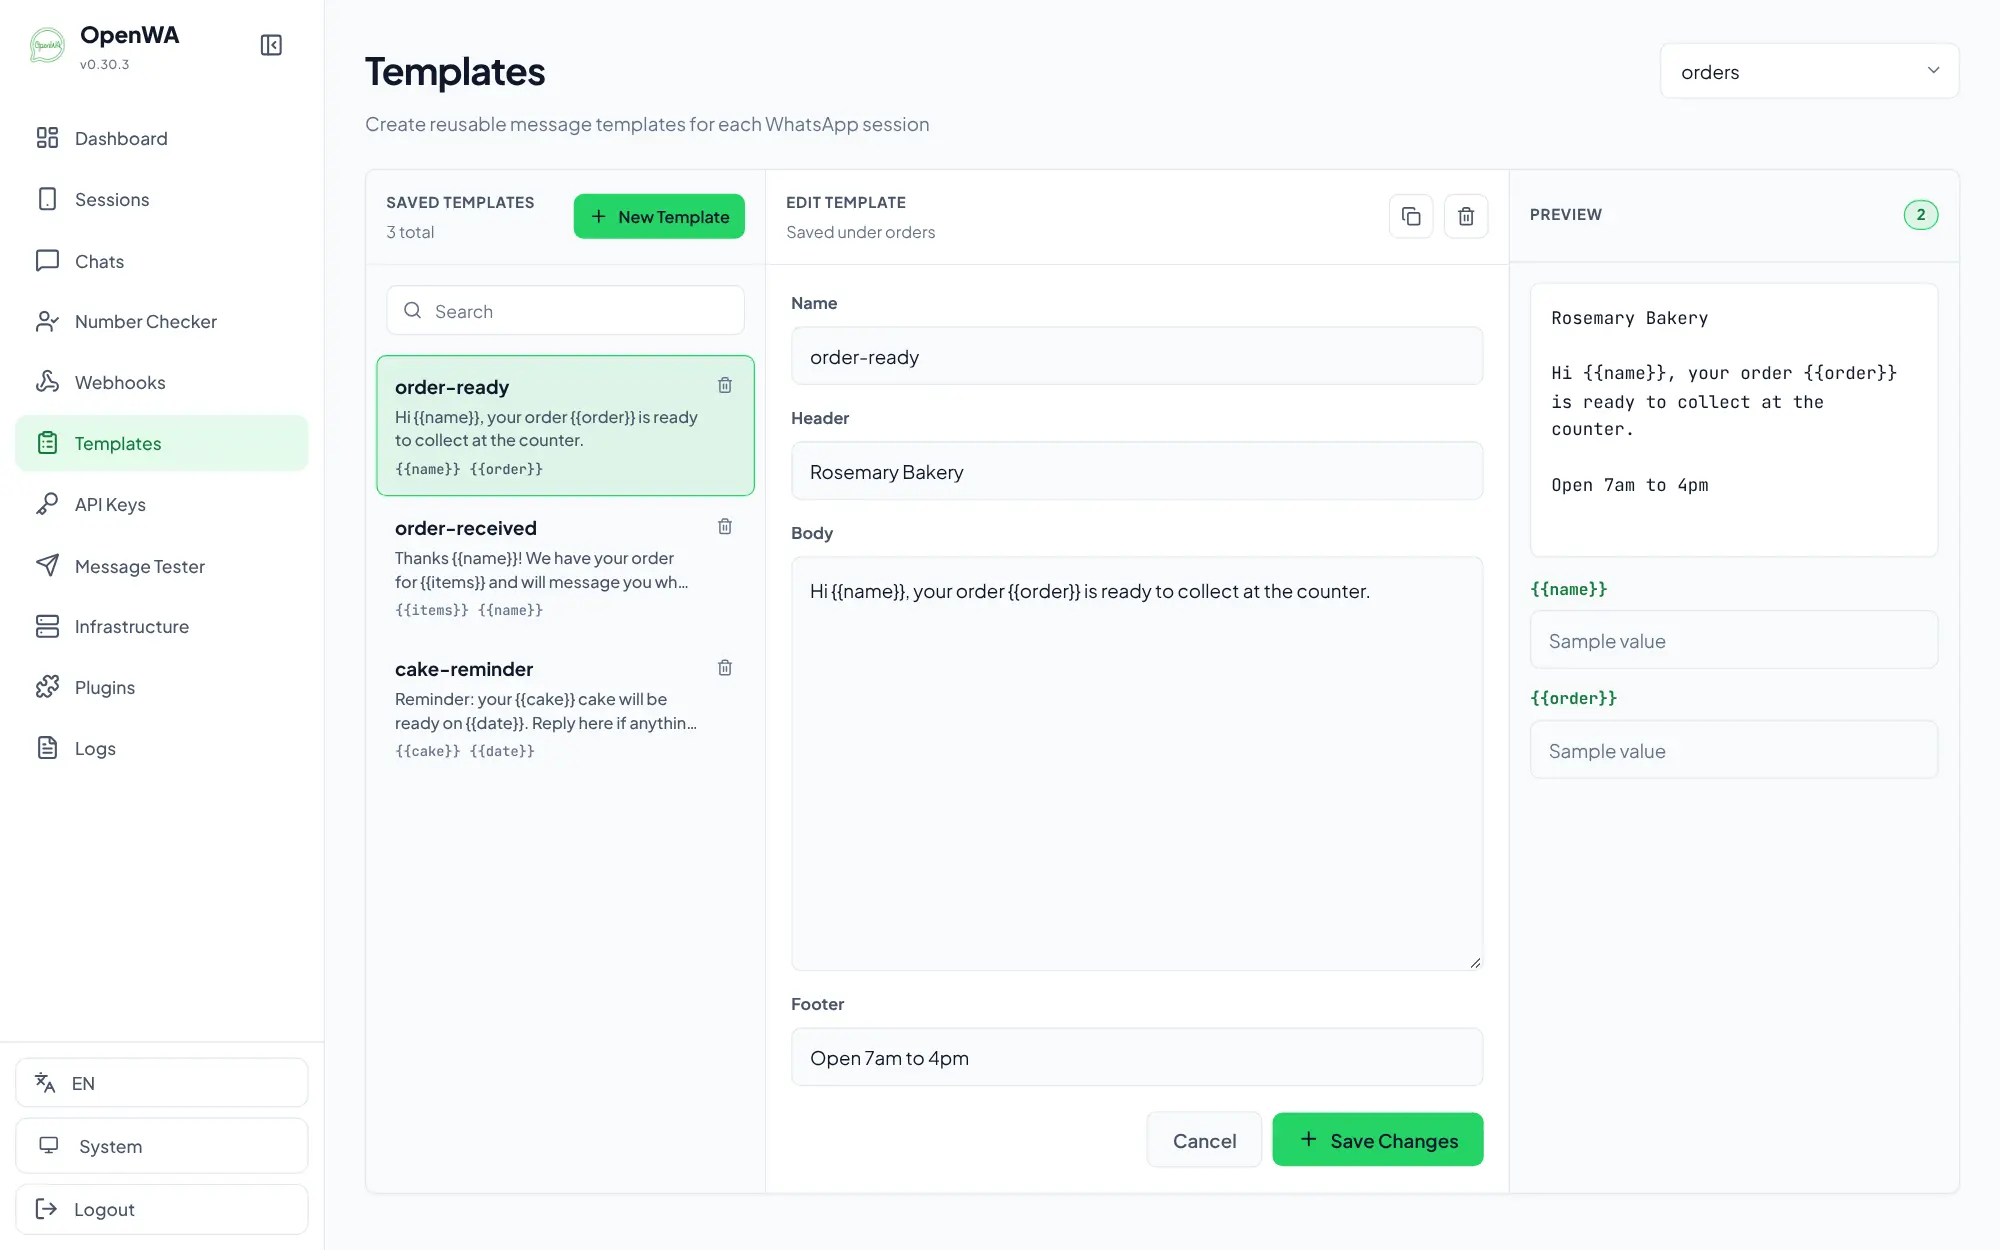 OpenWA
v0.30.3
Dashboard
Sessions
Chats
Number Checker
Webhooks
Templates
API Keys
Message Tester
Infrastructure
Plugins
Logs
EN
System
Logout
Templates
Create reusable message templates for each WhatsApp session
orders
SAVED TEMPLATES
3 total
New Template
Search
order-ready
Hi {{name}}, your order {{order}} is ready
to collect at the counter.
{{name}} {{order}}
order-received
Thanks {{name}}! We have your order
for {{items}} and will message you wh...
{{items}} {{name}}
cake-reminder
Reminder: your {{cake}} cake will be
ready on {{date}}. Reply here if anythin...
{{cake}} {{date}}
EDIT TEMPLATE
Saved under orders
Name
order-ready
Header
Rosemary Bakery
Body
Hi {{name}}, your order {{order}} is ready to collect at the counter.
Footer
Open 7am to 4pm
Cancel
Save Changes
PREVIEW
2
Rosemary Bakery
Hi {{name}}, your order {{order}}
is ready to collect at the
counter.
Open 7am to 4pm
{{name}}
Sample value
{{order}}
Sample value